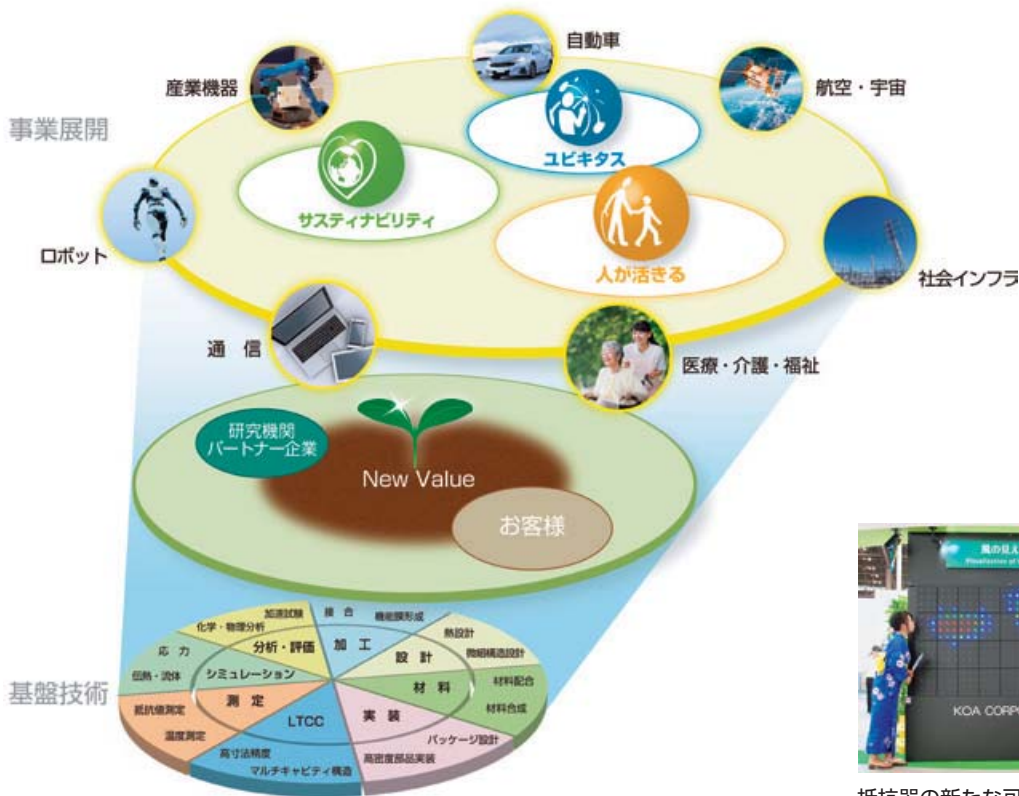 自動車
産業機器
航空・宇宙
事業展開
ユビキタス
サスティナビリティ
人が活きる
ロボット
社会インフラ
通 信
医療・介護・福祉
研究機関
パートナー企業
New Value
お客様
基盤技術
加速試験
接 合
機能膜形成
化学・物理分析
熱設計
分析・評価
加 工
微細構造設計
応 力
設 計
伝熱・流体
シミュレーション
材 料
材料配合
抵抗値測定
測 定
材料合成
LTCC
実 装
温度測定
パッケージ設計
高寸法精度
高密度部品実装
マルチキャビティ構造
風の見え
Visualization of
KOA CORPO
抵抗器の新たな可